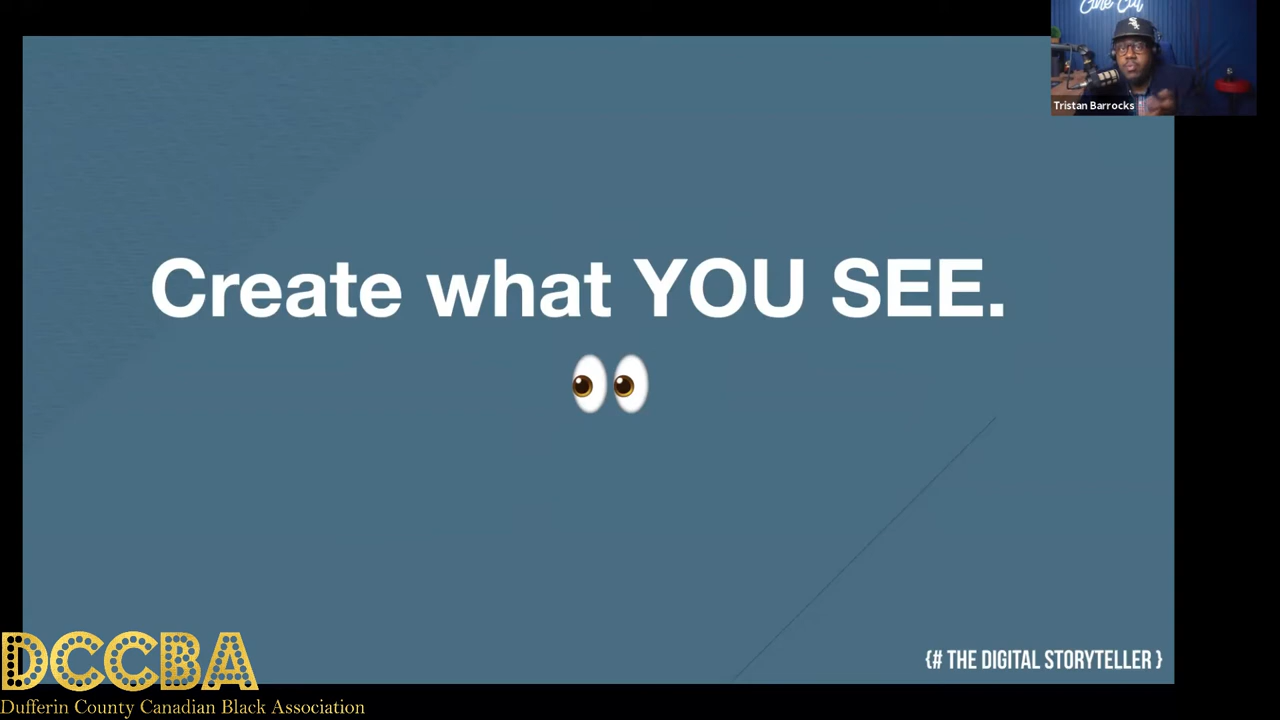 Cine Cut
Tristan Barrocks
Create what YOU SEE.
{# THE DIGITAL STORYTELLER }
DCCBA
Dufferin County Canadian Black Association